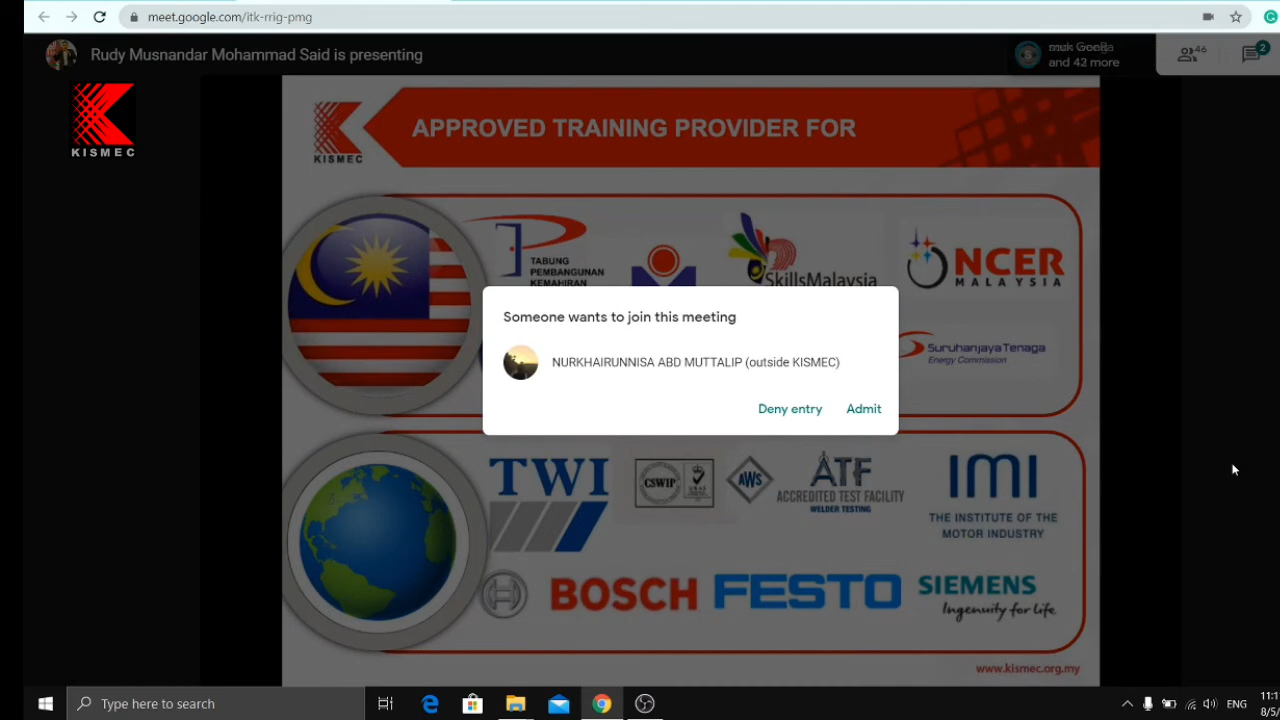 meet.google.com/itk-rrig-pmg
Rudy Musnandar Mohammad Said is presenting
and 42 more
46
2
KISMEC
KISMEC
APPROVED TRAINING PROVIDER FOR
TABUNG
PEMBANGUNAN
KEMAHIRAN
SkillsMalaysia
NCER
MALAYSIA
Someone wants to join this meeting
NURKHAIRUNNISA ABD MUTTALIP (outside KISMEC)
Deny entry
Admit
Suruhanjaya Tenaga
Energy Commission
TWI
CSWIP
AWS
ATF
ACCREDITED TEST FACILITY
WELDER TESTING
IMI
THE INSTITUTE OF THE
MOTOR INDUSTRY
BOSCH
FESTO
SIEMENS
Ingenuity for life
www.kismec.org.my
Type here to search
ENG
11:1
8/5/